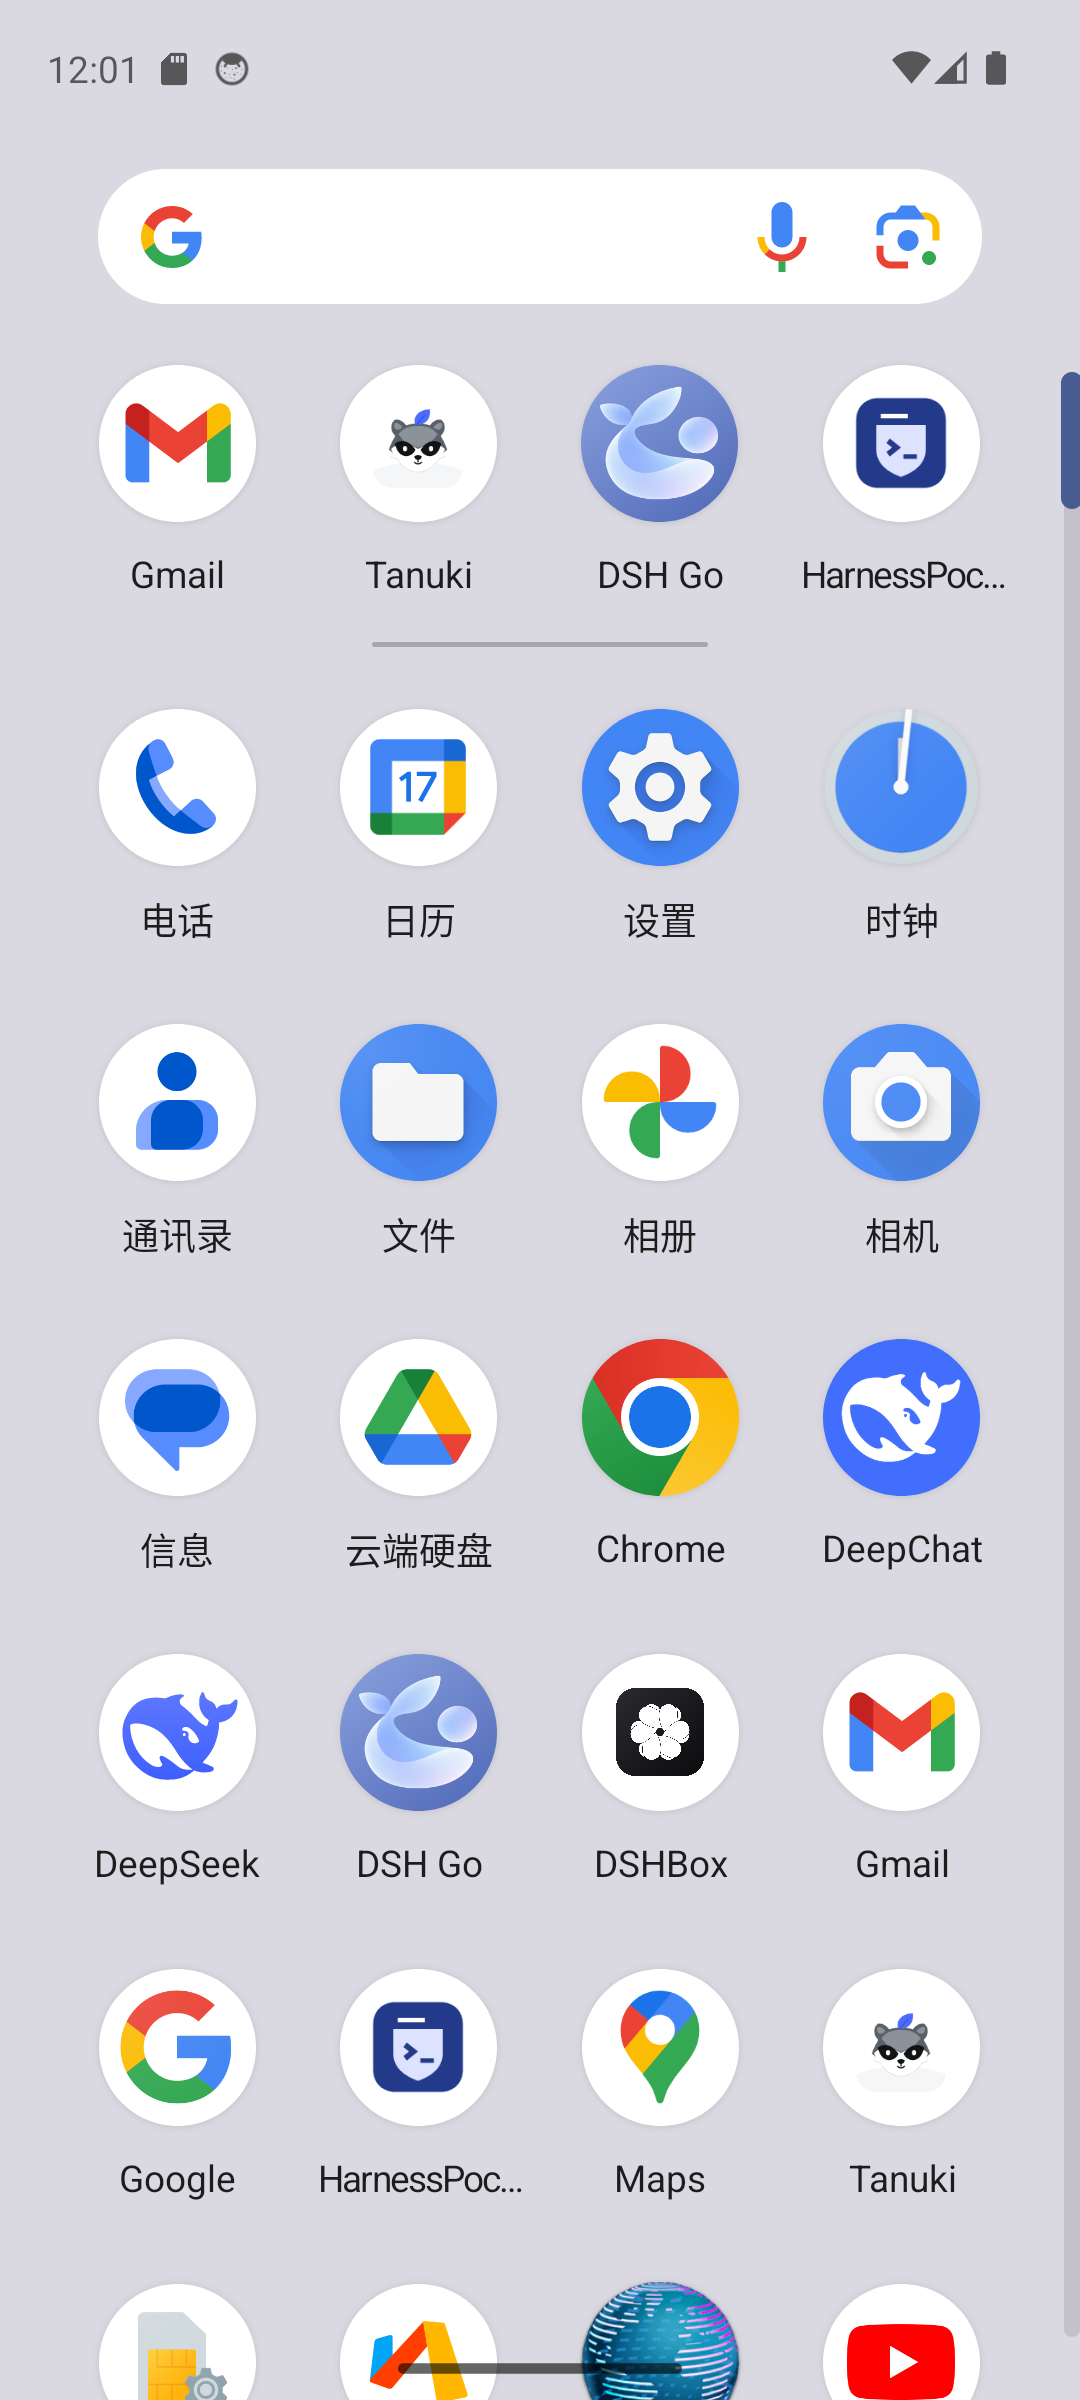 12:01
Gmail
Tanuki
DSH Go
HarnessPoc...
17
电话
日历
设置
时钟
通讯录
文件
相册
相机
信息
云端硬盘
Chrome
DeepChat
DeepSeek
DSH Go
DSHBox
Gmail
Google
HarnessPoc...
Maps
Tanuki